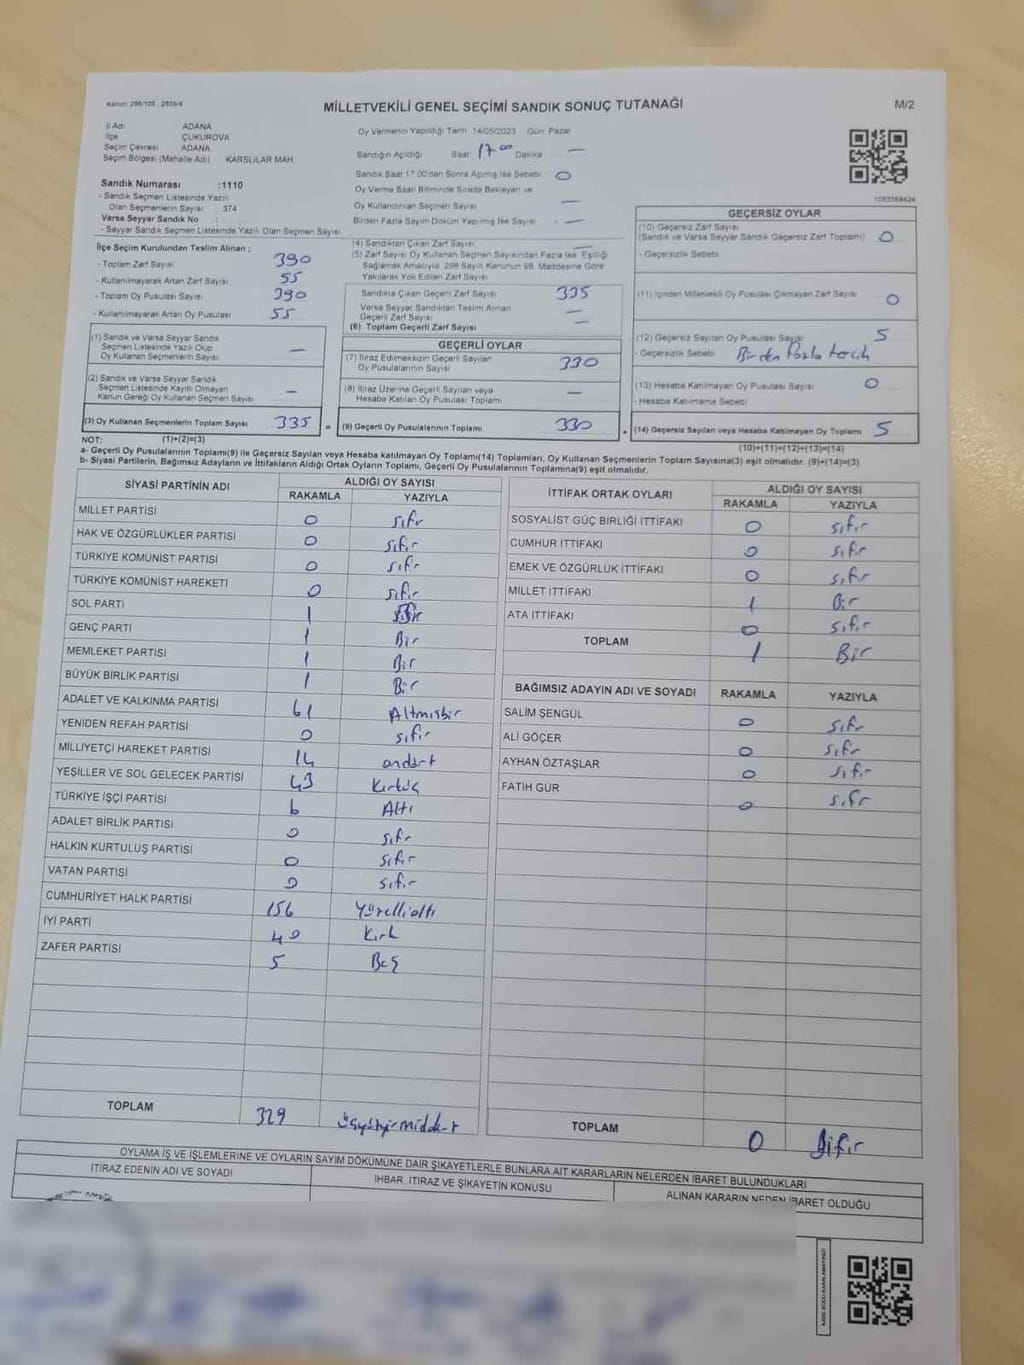 Kanun: 298/105 , 2839/4
MİLLETVEKİLİ GENEL SEÇİMİ SANDIK SONUÇ TUTANAĞI
M/2
İl Adı ADANA
İlçe ÇUKUROVA
Seçim Çevresi ADANA
Seçim Bölgesi (Mahalle Adı) KARSLILAR MAH
Sandık Numarası :1110
- Sandık Seçmen Listesinde Yazılı
Olan Seçmenlerin Sayısı : 374
Varsa Seyyar Sandık No :
- Seyyar Sandık Seçmen Listesinde Yazılı Olan Seçmen Sayısı
Oy Vermenin Yapıldığı Tarih 14/05/2023 Gün Pazar
Sandığın Açıldığı Saat 17 00 Dakika —
Sandık Saat 17:00'den Sonra Açılmış İse Sebebi 0
Oy Verme Saati Bitiminde Sırada Bekleyen ve
Oy Kullandırılan Seçmen Sayısı —
Birden Fazla Sayım Döküm Yapılmış İse Sayısı —
1083569424
İlçe Seçim Kurulundan Teslim Alınan ;
- Toplam Zarf Sayısı 390
- Kullanılmayarak Artan Zarf Sayısı 55
- Toplam Oy Pusulası Sayısı 390
- Kullanılmayarak Artan Oy Pusulası 55
(4) Sandıktan Çıkan Zarf Sayısı —
(5) Zarf Sayısı Oy Kullanan Seçmen Sayısından Fazla İse, Eşitliği
Sağlamak Amacıyla, 298 Sayılı Kanunun 98. Maddesine Göre
Yakılarak Yok Edilen Zarf Sayısı
Sandıkta Çıkan Geçerli Zarf Sayısı 335
Varsa Seyyar Sandıktan Teslim Alınan
Geçerli Zarf Sayısı —
(6) Toplam Geçerli Zarf Sayısı —
GEÇERSİZ OYLAR
(10) Geçersiz Zarf Sayısı
(Sandık ve Varsa Seyyar Sandık Geçersiz Zarf Toplamı) 0
- Geçersizlik Sebebi
(11) İçinden Milletvekili Oy Pusulası Çıkmayan Zarf Sayısı 0
(12) Geçersiz Sayılan Oy Pusulası Sayısı 5
- Geçersizlik Sebebi Birden fazla tercih
(13) Hesaba Katılmayan Oy Pusulası Sayısı 0
- Hesaba Katılmama Sebebi
(14) Geçersiz Sayılan veya Hesaba Katılmayan Oy Toplamı 5
(1) Sandık ve Varsa Seyyar Sandık
Seçmen Listesinde Yazılı Olup
Oy Kullanan Seçmenlerin Sayısı —
(2) Sandık ve Varsa Seyyar Sandık
Seçmen Listesinde Kayıtlı Olmayan
Kanun Gereği Oy Kullanan Seçmen Sayısı —
(3) Oy Kullanan Seçmenlerin Toplam Sayısı 335 =
GEÇERLİ OYLAR
(7) İtiraz Edilmeksizin Geçerli Sayılan
Oy Pusulalarının Sayısı 330
(8) İtiraz Üzerine Geçerli Sayılan veya
Hesaba Katılan Oy Pusulası Toplamı —
(9) Geçerli Oy Pusulalarının Toplamı 330 +
NOT: (1)+(2)=(3)
(10)+(11)+(12)+(13)=(14)
a- Geçerli Oy Pusulalarının Toplamı(9) ile Geçersiz Sayılan veya Hesaba Katılmayan Oy Toplamı(14) Toplamları, Oy Kullanan Seçmenlerin Toplam Sayısına(3) eşit olmalıdır. (9)+(14)=(3)
b- Siyasi Partilerin, Bağımsız Adayların ve İttifakların Aldığı Ortak Oyların Toplamı, Geçerli Oy Pusulalarının Toplamına(9) eşit olmalıdır.
SİYASİ PARTİNİN ADI ALDIĞI OY SAYISI
RAKAMLA YAZIYLA
MİLLET PARTİSİ 0 sıfır
HAK VE ÖZGÜRLÜKLER PARTİSİ 0 sıfır
TÜRKİYE KOMÜNİST PARTİSİ 0 sıfır
TÜRKİYE KOMÜNİST HAREKETİ 0 sıfır
SOL PARTİ 1
GENÇ PARTİ 1 Bir
MEMLEKET PARTİSİ 1 Bir
BÜYÜK BİRLİK PARTİSİ 1 Bir
ADALET VE KALKINMA PARTİSİ 61 Altmışbir
YENİDEN REFAH PARTİSİ 0 sıfır
MİLLİYETÇİ HAREKET PARTİSİ 14 ondört
YEŞİLLER VE SOL GELECEK PARTİSİ 43 Kırküç
TÜRKİYE İŞÇİ PARTİSİ 6 Altı
ADALET BİRLİK PARTİSİ 0 sıfır
HALKIN KURTULUŞ PARTİSİ 0 sıfır
VATAN PARTİSİ 0 sıfır
CUMHURİYET HALK PARTİSİ 156 Yüzelliatı
İYİ PARTİ 40 Kırk
ZAFER PARTİSİ 5 Beş
TOPLAM 329
İTTİFAK ORTAK OYLARI ALDIĞI OY SAYISI
RAKAMLA YAZIYLA
SOSYALİST GÜÇ BİRLİĞİ İTTİFAKI 0 sıfır
CUMHUR İTTİFAKI 0 sıfır
EMEK VE ÖZGÜRLÜK İTTİFAKI 0 sıfır
MİLLET İTTİFAKI 1 Bir
ATA İTTİFAKI 0 sıfır
TOPLAM 1 Bir
BAĞIMSIZ ADAYIN ADI VE SOYADI RAKAMLA YAZIYLA
SALİM ŞENGÜL 0 sıfır
ALİ GÖÇER 0 sıfır
AYHAN ÖZTAŞLAR 0 sıfır
FATİH GÜR 0 sıfır
TOPLAM 0 Sıfır
OYLAMA İŞ VE İŞLEMLERİNE VE OYLARIN SAYIM DÖKÜMÜNE DAİR ŞİKAYETLERLE BUNLARA AİT KARARLARIN NELERDEN İBARET BULUNDUKLARI
İTİRAZ EDENİN ADI VE SOYADI
İHBAR, İTİRAZ VE ŞİKAYETİN KONUSU
ALINAN KARARIN NEDEN İBARET OLDUĞU
KARE KODU KARALAMAYINIZ!